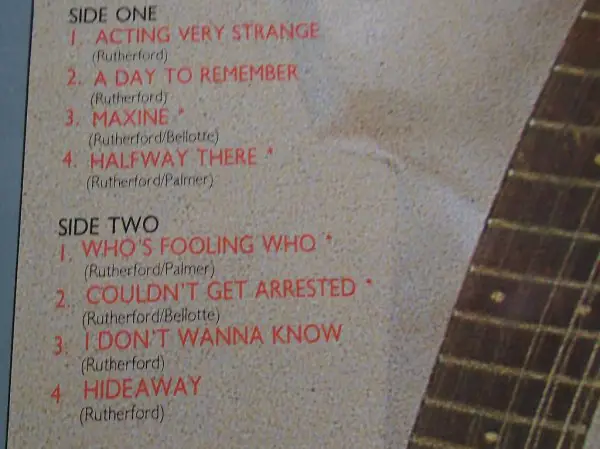 SIDE ONE
1. ACTING VERY STRANGE
(Rutherford)
2. A DAY TO REMEMBER
(Rutherford)
3. MAXINE *
(Rutherford/Bellotte)
4. HALFWAY THERE *
(Rutherford/Palmer)
SIDE TWO
1. WHO'S FOOLING WHO *
(Rutherford/Palmer)
2. COULDN'T GET ARRESTED *
(Rutherford/Bellotte)
3. I DON'T WANNA KNOW
(Rutherford)
4 HIDEAWAY
(Rutherford)